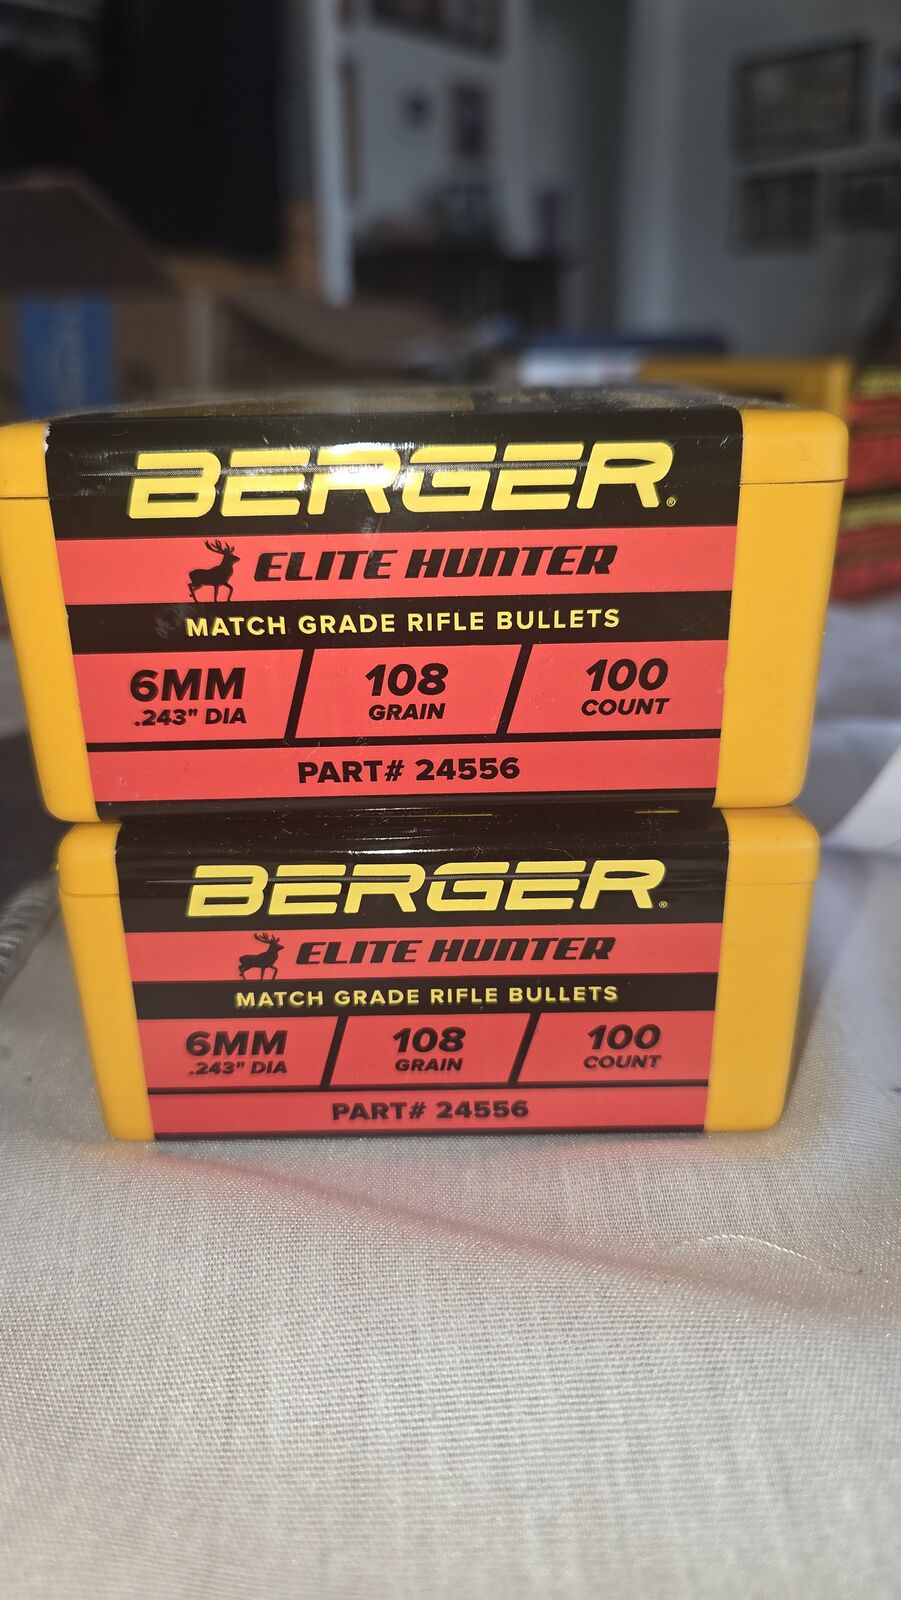 BERGER®
ELITE HUNTER
MATCH GRADE RIFLE BULLETS
6MM 108 100
.243" DIA GRAIN COUNT
PART# 24556
BERGER®
ELITE HUNTER
MATCH GRADE RIFLE BULLETS
6MM 108 100
.243" DIA GRAIN COUNT
PART# 24556